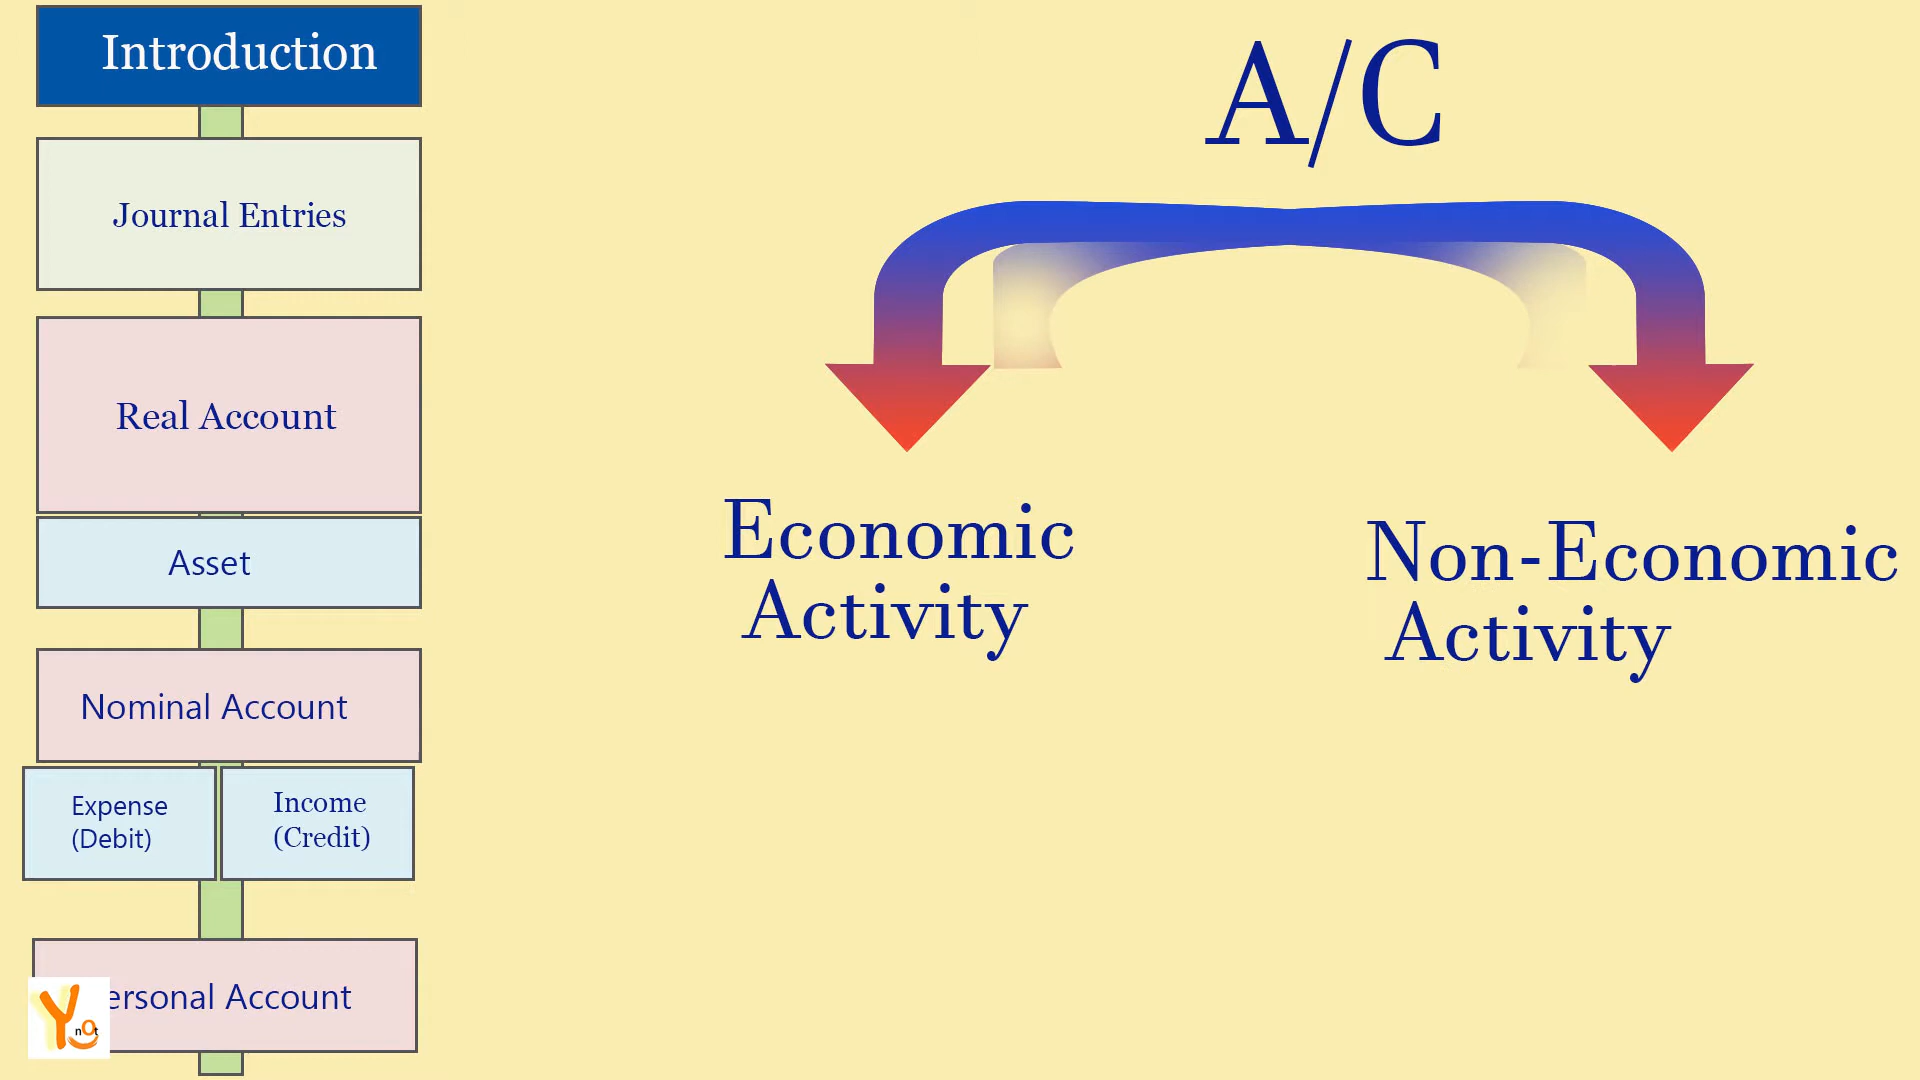 Introduction
Journal Entries
Real Account
Asset
Nominal Account
Expense
(Debit)
Income
(Credit)
ersonal Account
Y nOt
A/C
Economic
Activity
Non-Economic
Activity